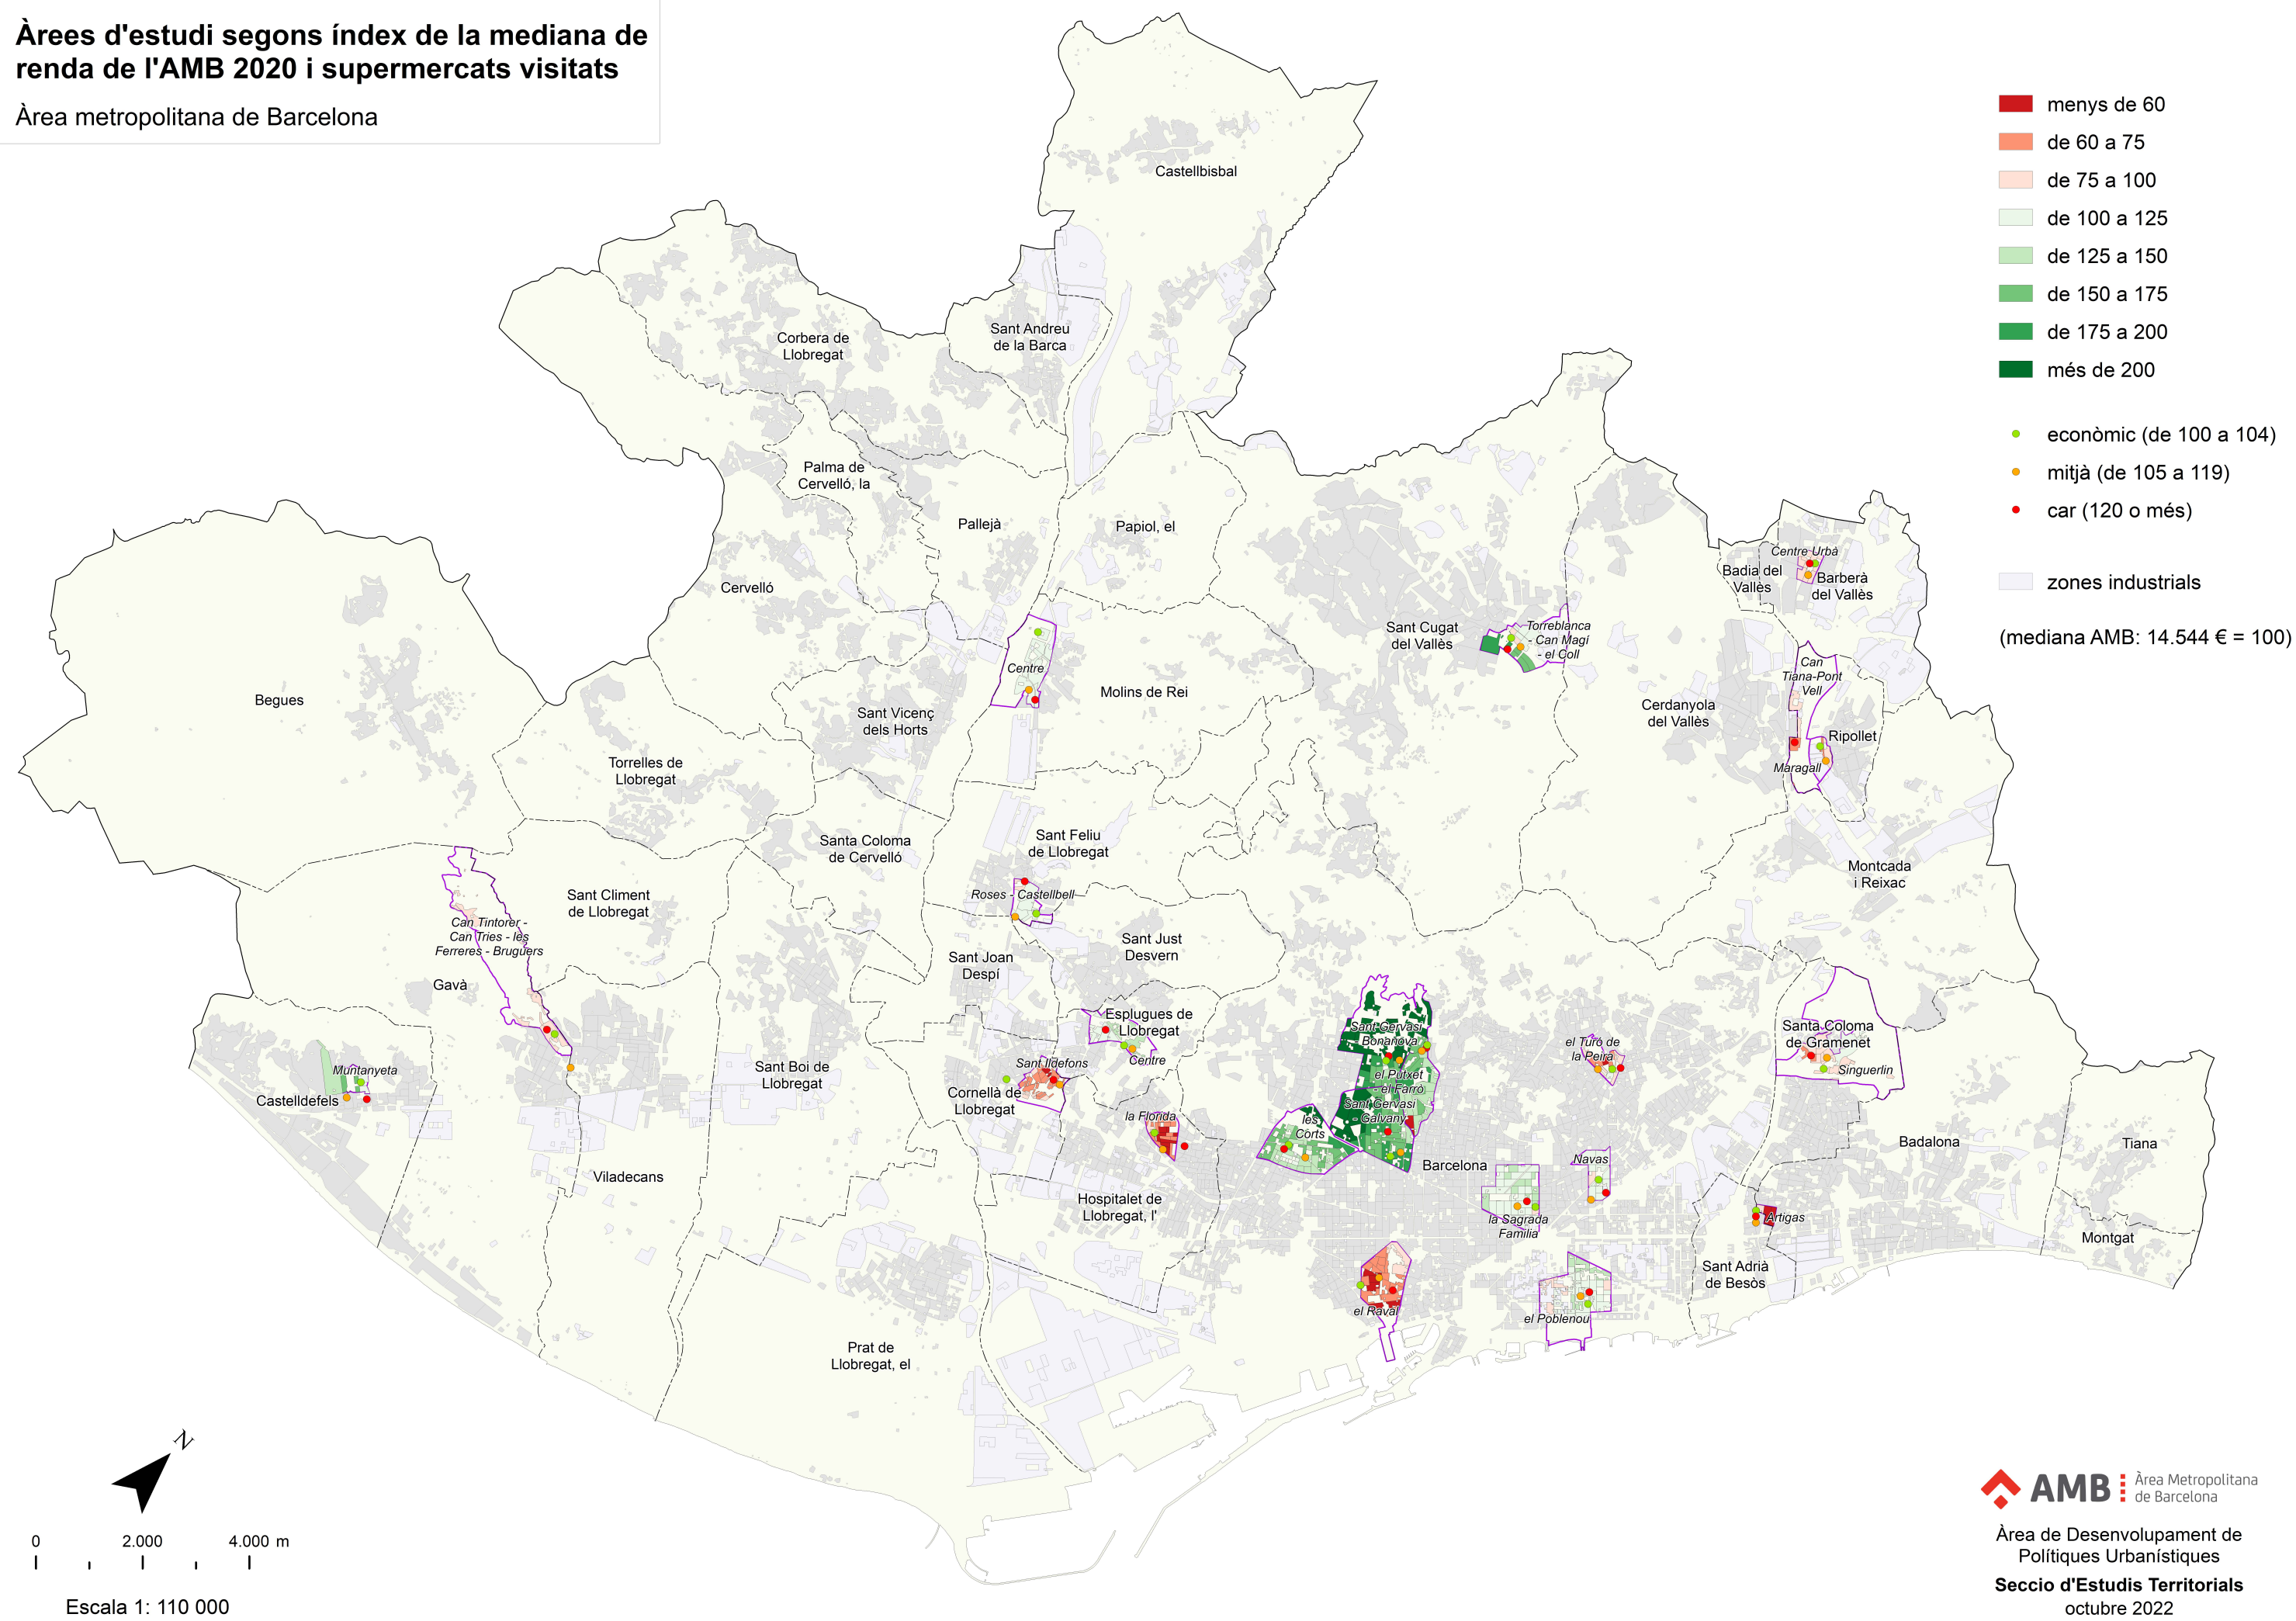 Àrees d'estudi segons índex de la mediana de
renda de l'AMB 2020 i supermercats visitats
Àrea metropolitana de Barcelona
menys de 60
de 60 a 75
de 75 a 100
de 100 a 125
de 125 a 150
de 150 a 175
de 175 a 200
més de 200
econòmic (de 100 a 104)
mitjà (de 105 a 119)
car (120 o més)
zones industrials
(mediana AMB: 14.544 € = 100)
Castellbisbal
Sant Andreu
de la Barca
Corbera de
Llobregat
Palma de
Cervelló, la
Pallejà
Papiol, el
Cervelló
Centre Urbà
Badia del
Vallès
Barberà
del Vallès
Sant Cugat
del Vallès
Torreblanca
- Can Magí
- el Coll
Centre
Can
Tiana-Pont
Vell
Begues
Molins de Rei
Sant Vicenç
dels Horts
Cerdanyola
del Vallès
Ripollet
Maragall
Torrelles de
Llobregat
Santa Coloma
de Cervelló
Sant Feliu
de Llobregat
Montcada
i Reixac
Roses - Castellbell
Sant Climent
de Llobregat
Can Tintorer -
Can Tries - les
Ferreres - Bruguers
Sant Just
Desvern
Sant Joan
Despí
Gavà
Esplugues de
Llobregat
Centre
Sant Gervasi
Bonanova
el Turó de
la Peira
Santa Coloma
de Gramenet
Singuerlin
Muntanyeta
Castelldefels
Sant Boi de
Llobregat
Sant Ildefons
Cornellà de
Llobregat
el Putxet
- el Farró
Sant Gervasi
- Galvany
la Florida
les
Corts
Badalona
Tiana
Barcelona
Navas
Viladecans
Hospitalet de
Llobregat, l'
la Sagrada
Familia
Artigas
Montgat
Sant Adrià
de Besòs
el Raval
el Poblenou
Prat de
Llobregat, el
N
0 2.000 4.000 m
Escala 1: 110 000
AMB Àrea Metropolitana
de Barcelona
Àrea de Desenvolupament de
Polítiques Urbanístiques
Seccio d'Estudis Territorials
octubre 2022